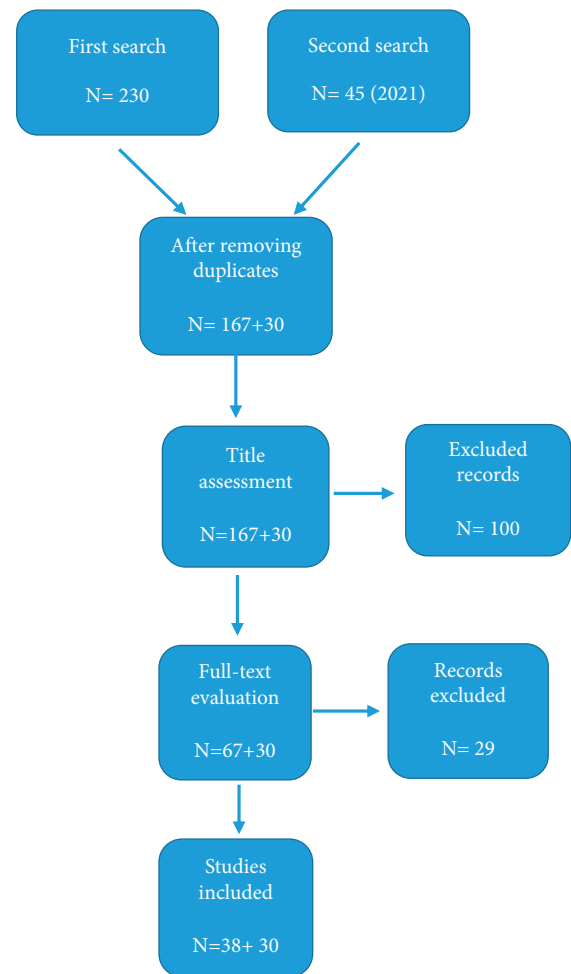 First search
N= 230
Second search
N= 45 (2021)
After removing
duplicates
N= 167+30
Title
assessment
N=167+30
Excluded
records
N= 100
Full-text
evaluation
N=67+30
Records
excluded
N= 29
Studies
included
N=38+ 30